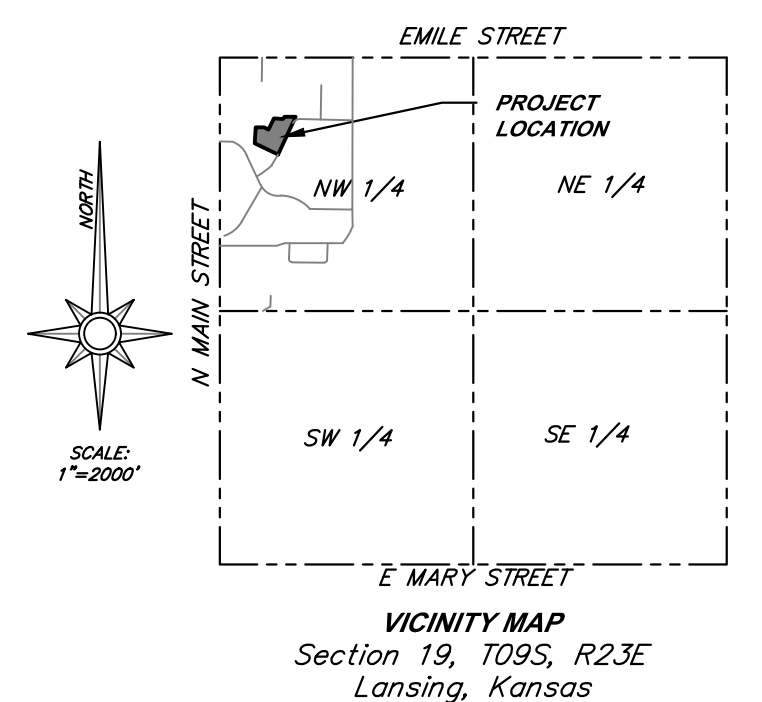 EMILE STREET
PROJECT
LOCATION
NORTH
NW 1/4
NE 1/4
N MAIN STREET
SCALE:
1"=2000'
SW 1/4
SE 1/4
E MARY STREET
VICINITY MAP
Section 19, T09S, R23E
Lansing, Kansas